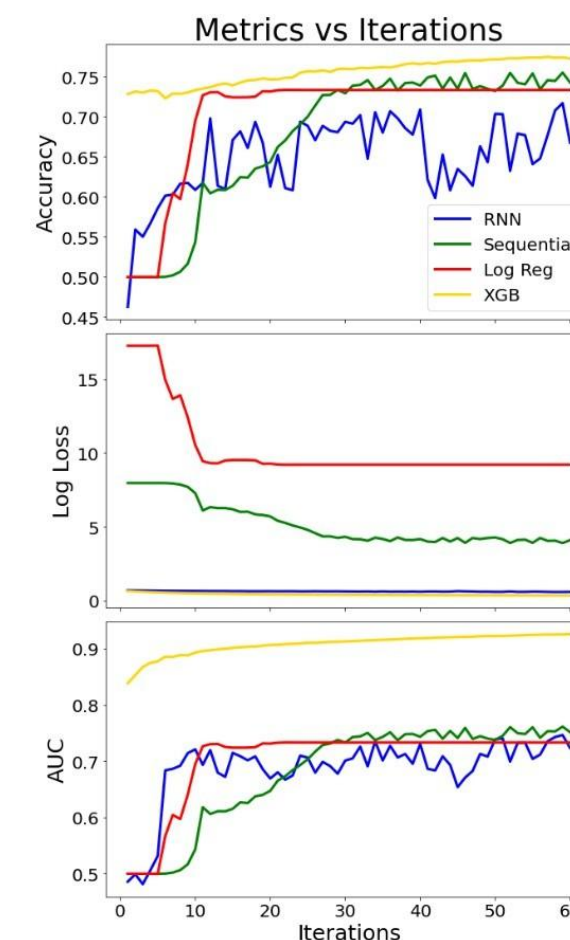 Metrics vs Iterations
Accuracy
0.75
0.70
0.65
0.60
0.55
0.50
0.45
RNN
Sequentia
Log Reg
XGB
Log Loss
15
10
5
0
AUC
0.9
0.8
0.7
0.6
0.5
0 10 20 30 40 50 6
Iterations